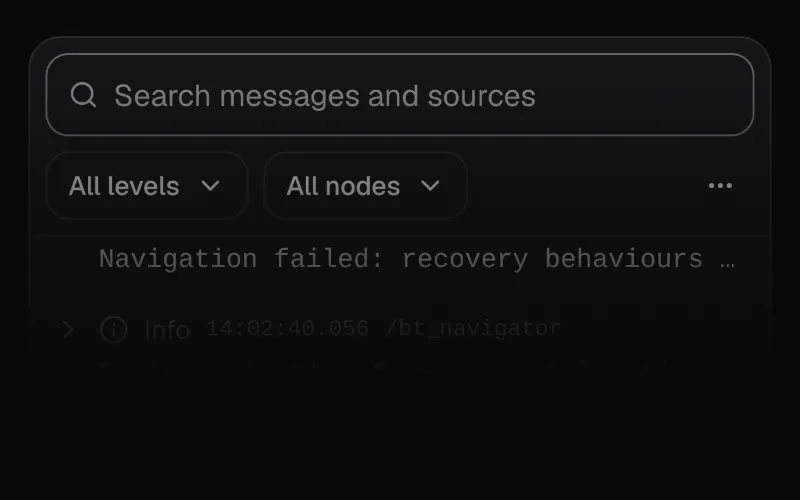 Search messages and sources
All levels
All nodes
Navigation failed: recovery behaviours …
Info 14:02:40.056 /bt_navigator